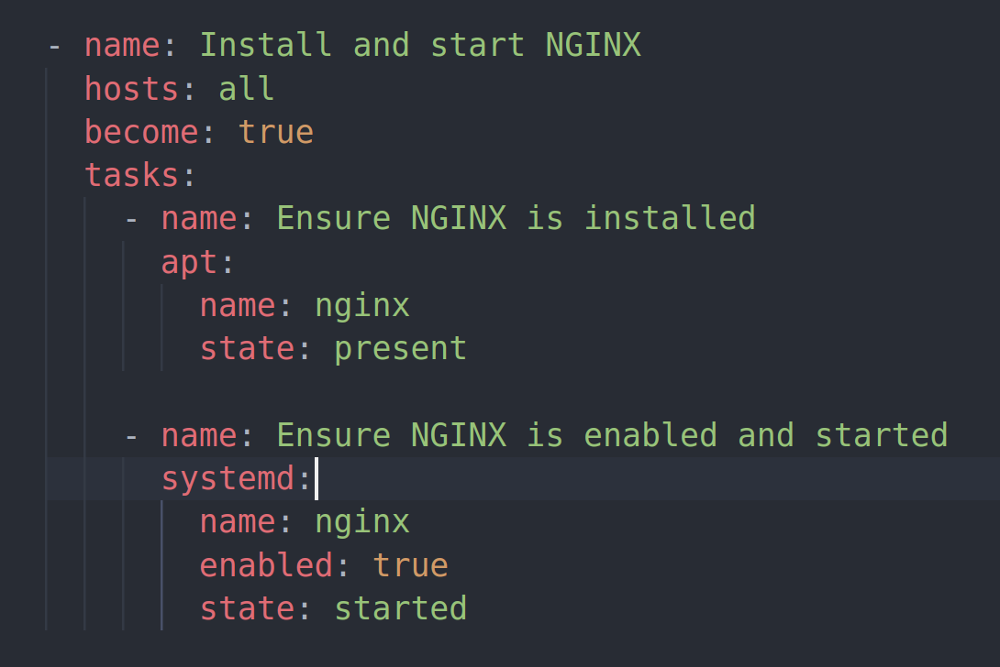 - name: Install and start NGINX
  hosts: all
  become: true
  tasks:
    - name: Ensure NGINX is installed
      apt:
        name: nginx
        state: present

    - name: Ensure NGINX is enabled and started
      systemd:
        name: nginx
        enabled: true
        state: started